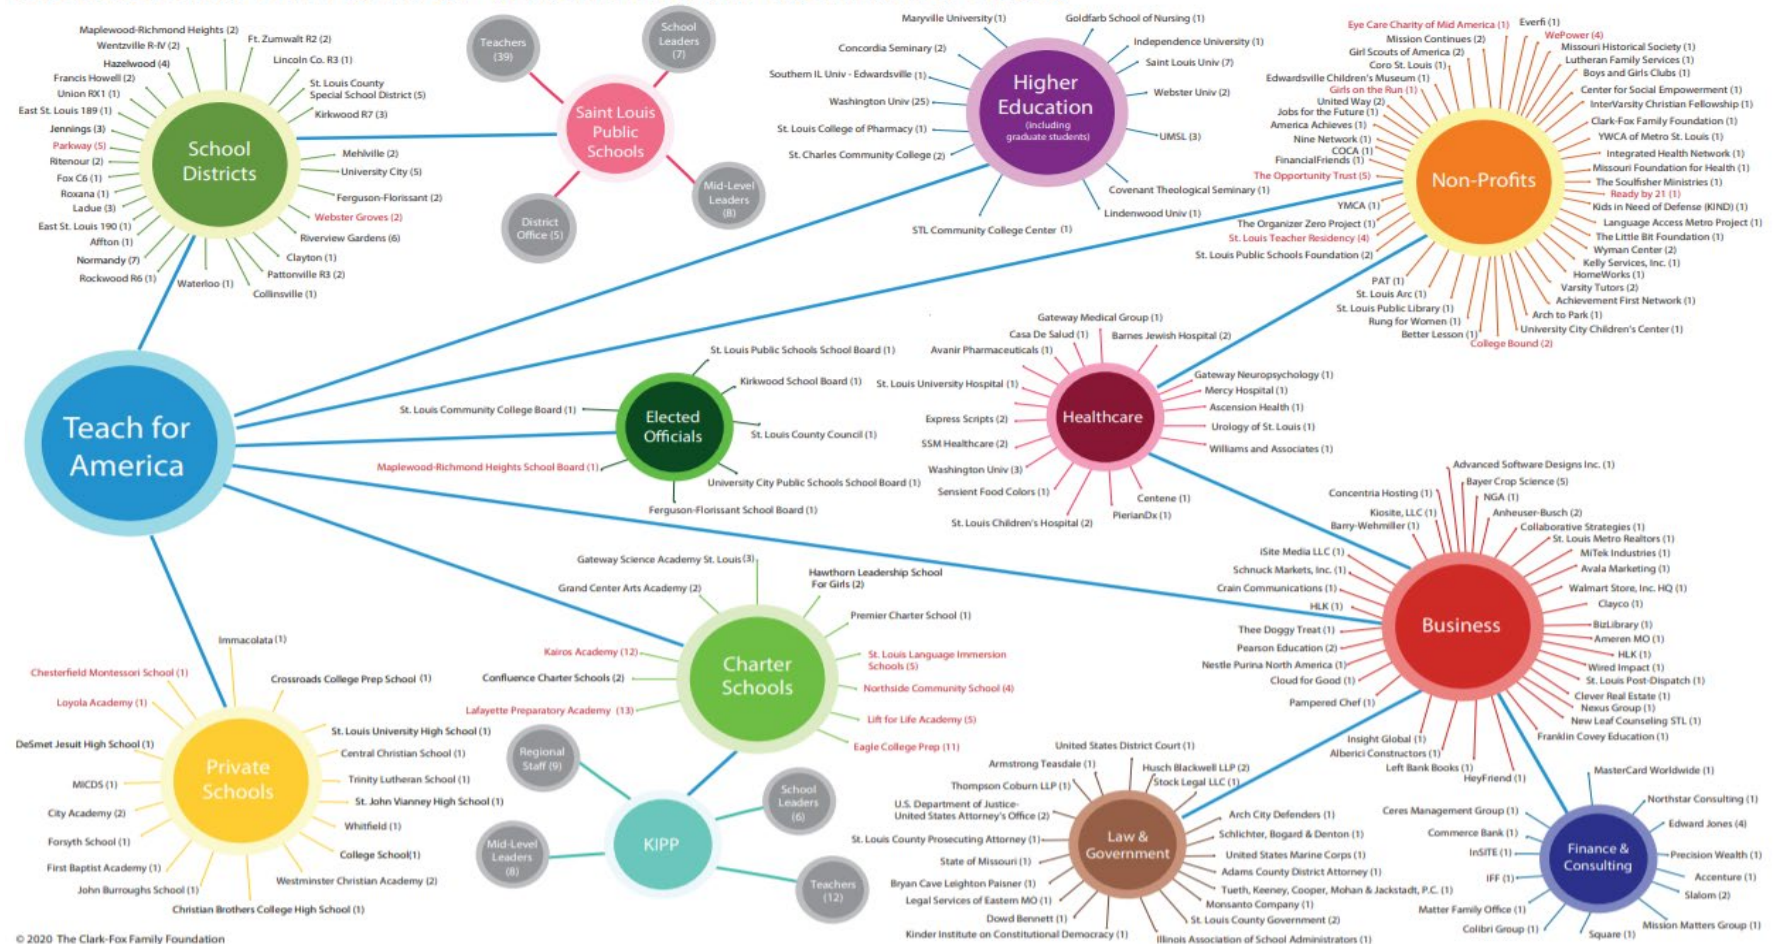 Maplewood-Richmond Heights (2)
Wentzville R-IV (2)
Hazelwood (4)
Francis Howell (2)
Union RX1 (1)
East St. Louis 189 (1)
Jennings (3)
Parkway (5)
Ritenour (2)
Fox C6 (1)
Roxana (1)
Ladue (3)
East St. Louis 190 (1)
Affton (1)
Normandy (7)
Rockwood R6 (1)
Waterloo (1)
Collinsville (1)
Pattonville R3 (2)
Clayton (1)
Riverview Gardens (6)
Webster Groves (2)
Ferguson-Florissant (2)
University City (5)
Mehlville (2)
Kirkwood R7 (3)
St. Louis County
Special School District (5)
Lincoln Co. R3 (1)
Ft. Zumwalt R2 (2)
School
Districts
Teachers
(39)
School
Leaders
(7)
Saint Louis
Public
Schools
District
Office (5)
Mid-Level
Leaders
(8)
Maryville University (1)
Concordia Seminary (2)
Southern IL Univ - Edwardsville (1)
Washington Univ (25)
St. Louis College of Pharmacy (1)
St. Charles Community College (2)
STL Community College Center (1)
Lindenwood Univ (1)
Covenant Theological Seminary (1)
UMSL (3)
Webster Univ (2)
Saint Louis Univ (7)
Independence University (1)
Goldfarb School of Nursing (1)
Higher
Education
(including
graduate students)
Eye Care Charity of Mid America (1)
Mission Continues (2)
Girl Scouts of America (2)
Coro St. Louis (1)
Edwardsville Children's Museum (1)
Girls on the Run (1)
United Way (2)
Jobs for the Future (1)
America Achieves (1)
Nine Network (1)
COCA (1)
FinancialFriends (1)
The Opportunity Trust (5)
YMCA (1)
The Organizer Zero Project (1)
St. Louis Teacher Residency (4)
St. Louis Public Schools Foundation (2)
PAT (1)
St. Louis Arc (1)
St. Louis Public Library (1)
Rung for Women (1)
Better Lesson (1)
College Bound (2)
University City Children's Center (1)
Arch to Park (1)
Achievement First Network (1)
Varsity Tutors (2)
HomeWorks (1)
Kelly Services, Inc. (1)
Wyman Center (2)
The Little Bit Foundation (1)
Language Access Metro Project (1)
Kids in Need of Defense (KIND) (1)
Ready by 21 (1)
The Soulfisher Ministries (1)
Missouri Foundation for Health (1)
Integrated Health Network (1)
YWCA of Metro St. Louis (1)
Clark-Fox Family Foundation (1)
InterVarsity Christian Fellowship (1)
Center for Social Empowerment (1)
Boys and Girls Clubs (1)
Lutheran Family Services (1)
Missouri Historical Society (1)
WePower (4)
Everfi (1)
Non-Profits
Teach for
America
St. Louis Public Schools School Board (1)
Kirkwood School Board (1)
St. Louis Community College Board (1)
St. Louis County Council (1)
Maplewood-Richmond Heights School Board (1)
University City Public Schools School Board (1)
Ferguson-Florissant School Board (1)
Elected
Officials
Gateway Medical Group (1)
Casa De Salud (1)
Barnes Jewish Hospital (2)
Avanir Pharmaceuticals (1)
St. Louis University Hospital (1)
Express Scripts (2)
SSM Healthcare (2)
Washington Univ (3)
Sensient Food Colors (1)
St. Louis Children's Hospital (2)
PierianDx (1)
Centene (1)
Williams and Associates (1)
Urology of St. Louis (1)
Ascension Health (1)
Mercy Hospital (1)
Gateway Neuropsychology (1)
Healthcare
Advanced Software Designs Inc. (1)
Bayer Crop Science (5)
NGA (1)
Anheuser-Busch (2)
Collaborative Strategies (1)
St. Louis Metro Realtors (1)
MiTek Industries (1)
Avala Marketing (1)
Walmart Store, Inc. HQ (1)
Clayco (1)
BizLibrary (1)
Ameren MO (1)
HLK (1)
Wired Impact (1)
St. Louis Post-Dispatch (1)
Clever Real Estate (1)
Nexus Group (1)
New Leaf Counseling STL (1)
Franklin Covey Education (1)
HeyFriend (1)
Left Bank Books (1)
Alberici Constructors (1)
Insight Global (1)
Pampered Chef (1)
Cloud for Good (1)
Nestle Purina North America (1)
Pearson Education (2)
Thee Doggy Treat (1)
HLK (1)
Crain Communications (1)
Schnuck Markets, Inc. (1)
iSite Media LLC (1)
Barry-Wehmiller (1)
Kiosite, LLC (1)
Concentria Hosting (1)
Business
Gateway Science Academy St. Louis (3)
Grand Center Arts Academy (2)
Hawthorn Leadership School
For Girls (2)
Premier Charter School (1)
St. Louis Language Immersion
Schools (5)
Northside Community School (4)
Lift for Life Academy (5)
Eagle College Prep (11)
Kairos Academy (12)
Confluence Charter Schools (2)
Lafayette Preparatory Academy (13)
Charter
Schools
Immacolata (1)
Chesterfield Montessori School (1)
Crossroads College Prep School (1)
Loyola Academy (1)
St. Louis University High School (1)
DeSmet Jesuit High School (1)
Central Christian School (1)
MICDS (1)
Trinity Lutheran School (1)
City Academy (2)
St. John Vianney High School (1)
Whitfield (1)
Forsyth School (1)
College School(1)
First Baptist Academy (1)
Westminster Christian Academy (2)
John Burroughs School (1)
Christian Brothers College High School (1)
Private
Schools
Regional
Staff (9)
School
Leaders
(6)
KIPP
Mid-Level
Leaders
(8)
Teachers
(12)
United States District Court (1)
Armstrong Teasdale (1)
Husch Blackwell LLP (2)
Thompson Coburn LLP (1)
Stock Legal LLC (1)
U.S. Department of Justice-
United States Attorney's Office (2)
St. Louis County Prosecuting Attorney (1)
State of Missouri (1)
Bryan Cave Leighton Paisner (1)
Legal Services of Eastern MO (1)
Dowd Bennett (1)
Kinder Institute on Constitutional Democracy (1)
Illinois Association of School Administrators (1)
St. Louis County Government (2)
Monsanto Company (1)
Tueth, Keeney, Cooper, Mohan & Jackstadt, P.C. (1)
Adams County District Attorney (1)
United States Marine Corps (1)
Schlichter, Bogard & Denton (1)
Arch City Defenders (1)
Law &
Government
MasterCard Worldwide (1)
Northstar Consulting (1)
Edward Jones (4)
Precision Wealth (1)
Accenture (1)
Slalom (2)
Mission Matters Group (1)
Square (1)
Colibri Group (1)
Matter Family Office (1)
IFF (1)
InSITE (1)
Commerce Bank (1)
Ceres Management Group (1)
Finance &
Consulting
© 2020 The Clark-Fox Family Foundation